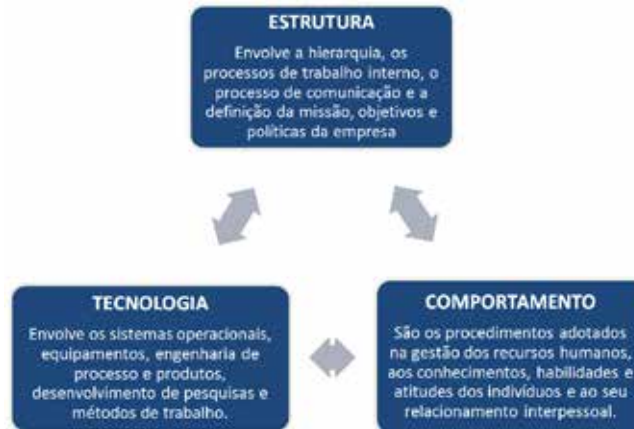 ESTRUTURA
Envolve a hierarquia, os
processos de trabalho interno, o
processo de comunicação e a
definição da missão, objetivos e
políticas da empresa
TECNOLOGIA
Envolve os sistemas operacionais,
equipamentos, engenharia de
processo e produtos,
desenvolvimento de pesquisas e
métodos de trabalho.
COMPORTAMENTO
São os procedimentos adotados
na gestão dos recursos humanos,
aos conhecimentos, habilidades e
atitudes dos indivíduos e ao seu
relacionamento interpessoal.